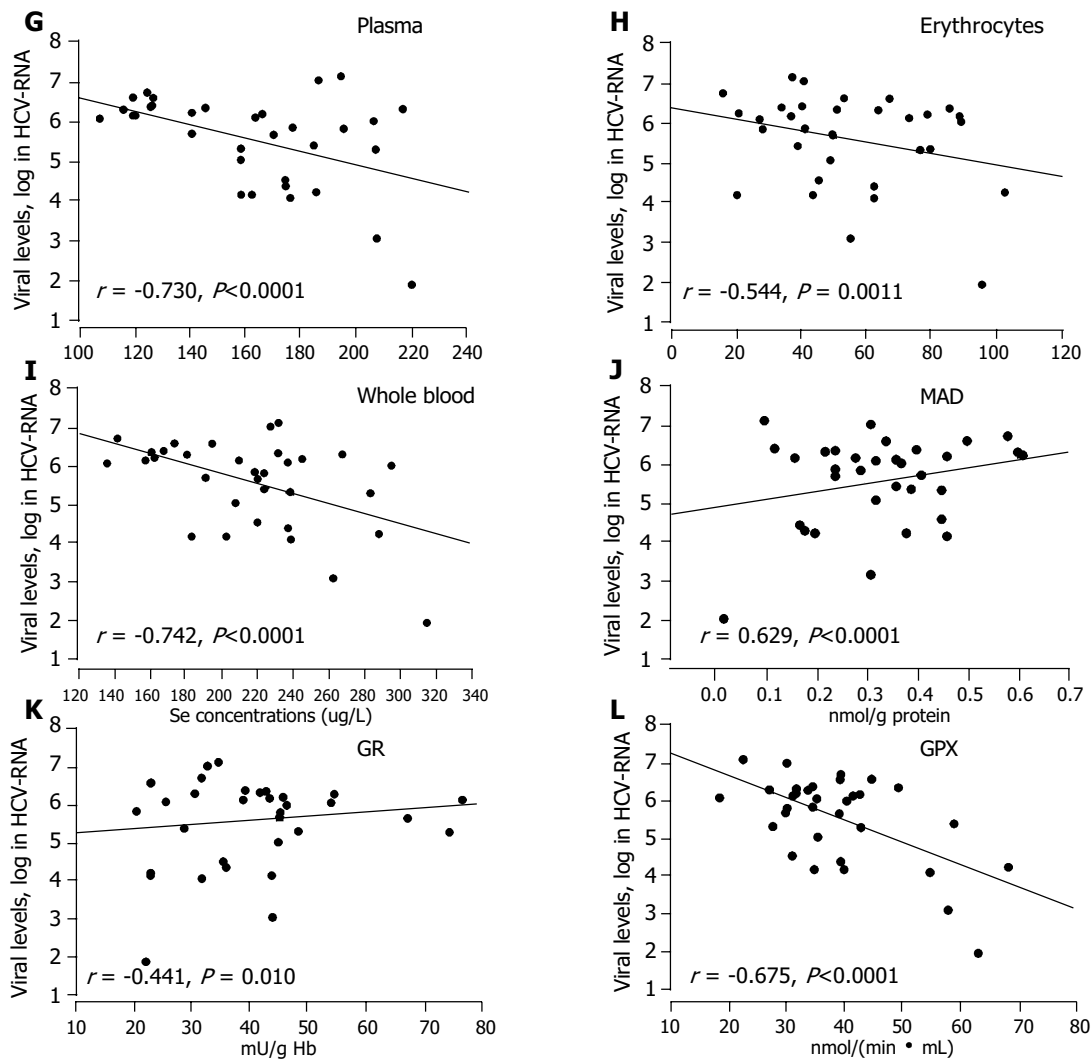 G Plasma
Viral levels, log in HCV-RNA
8
7
6
5
4
3
2
1
r = -0.730, P<0.0001
100 120 140 160 180 200 220 240
H Erythrocytes
Viral levels, log in HCV-RNA
8
7
6
5
4
3
2
1
r = -0.544, P = 0.0011
0 20 40 60 80 100 120
I Whole blood
Viral levels, log in HCV-RNA
8
7
6
5
4
3
2
1
r = -0.742, P<0.0001
120 140 160 180 200 220 240 260 280 300 320 340
Se concentrations (ug/L)
J MAD
Viral levels, log in HCV-RNA
8
7
6
5
4
3
2
1
r = 0.629, P<0.0001
0.0 0.1 0.2 0.3 0.4 0.5 0.6 0.7
nmol/g protein
K GR
Viral levels, log in HCV-RNA
8
7
6
5
4
3
2
1
r = -0.441, P = 0.010
10 20 30 40 50 60 70 80
mU/g Hb
L GPX
Viral levels, log in HCV-RNA
8
7
6
5
4
3
2
1
r = -0.675, P<0.0001
10 20 30 40 50 60 70 80
nmol/(min • mL)